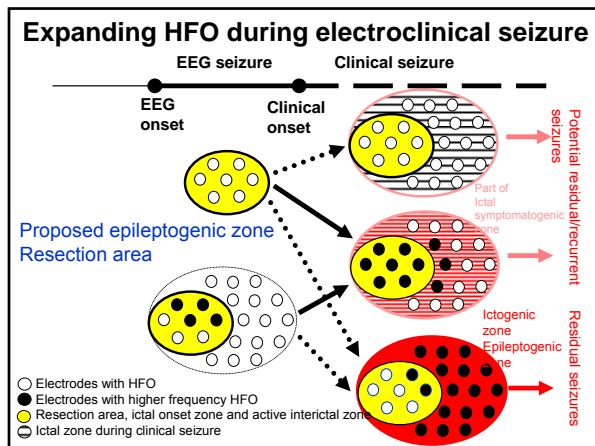 Expanding HFO during electroclinical seizure
EEG seizure
Clinical seizure
EEG
onset
Clinical
onset
Potential residual/recurrent
seizures
Part of
Ictal
symptomatogenic
zone
Proposed epileptogenic zone
Resection area
Ictogenic
zone
Epileptogenic
zone
Residual seizures
Electrodes with HFO
Electrodes with higher frequency HFO
Resection area, ictal onset zone and active interictal zone
Ictal zone during clinical seizure